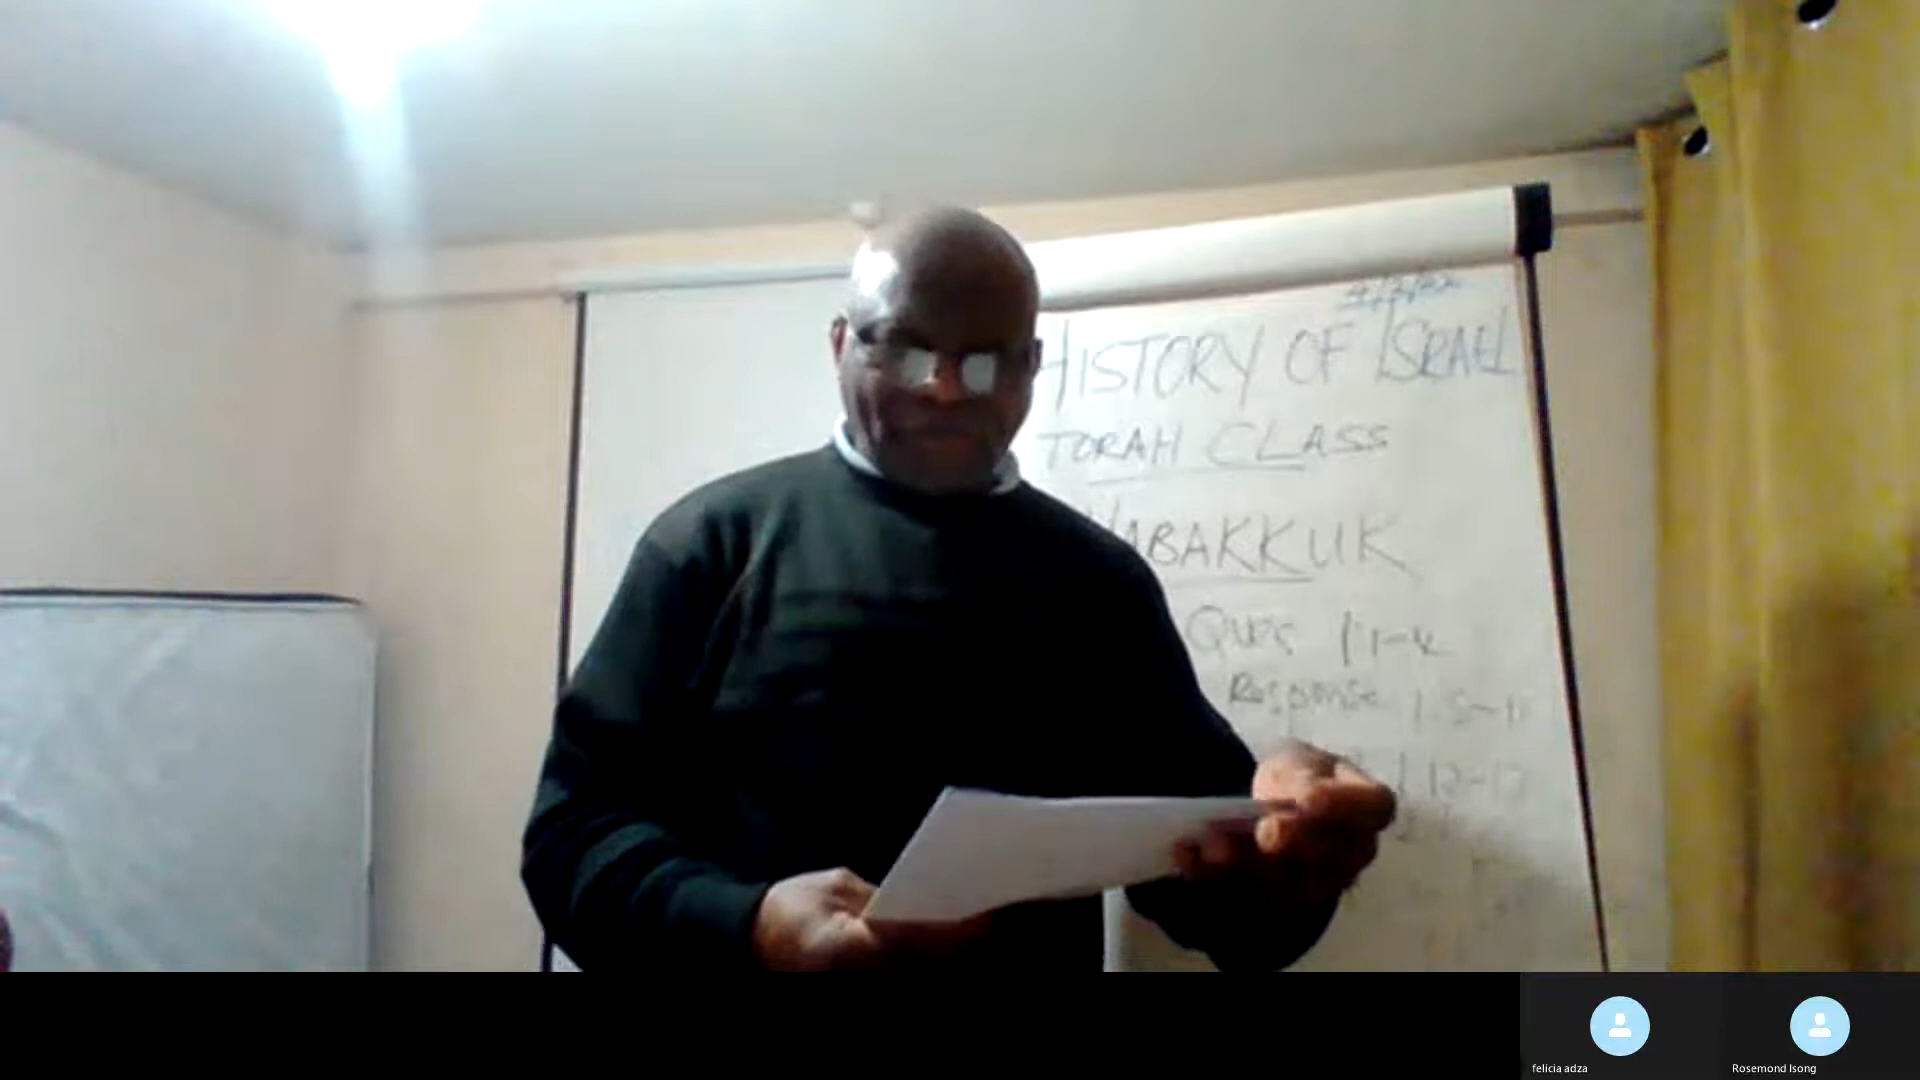 HISTORY OF ISRAEL
TORAH CLASS
HABAKKUK
Ques 1:1-4
Response 1:5-11
1:12-17
felicia adza
Rosemond Isong